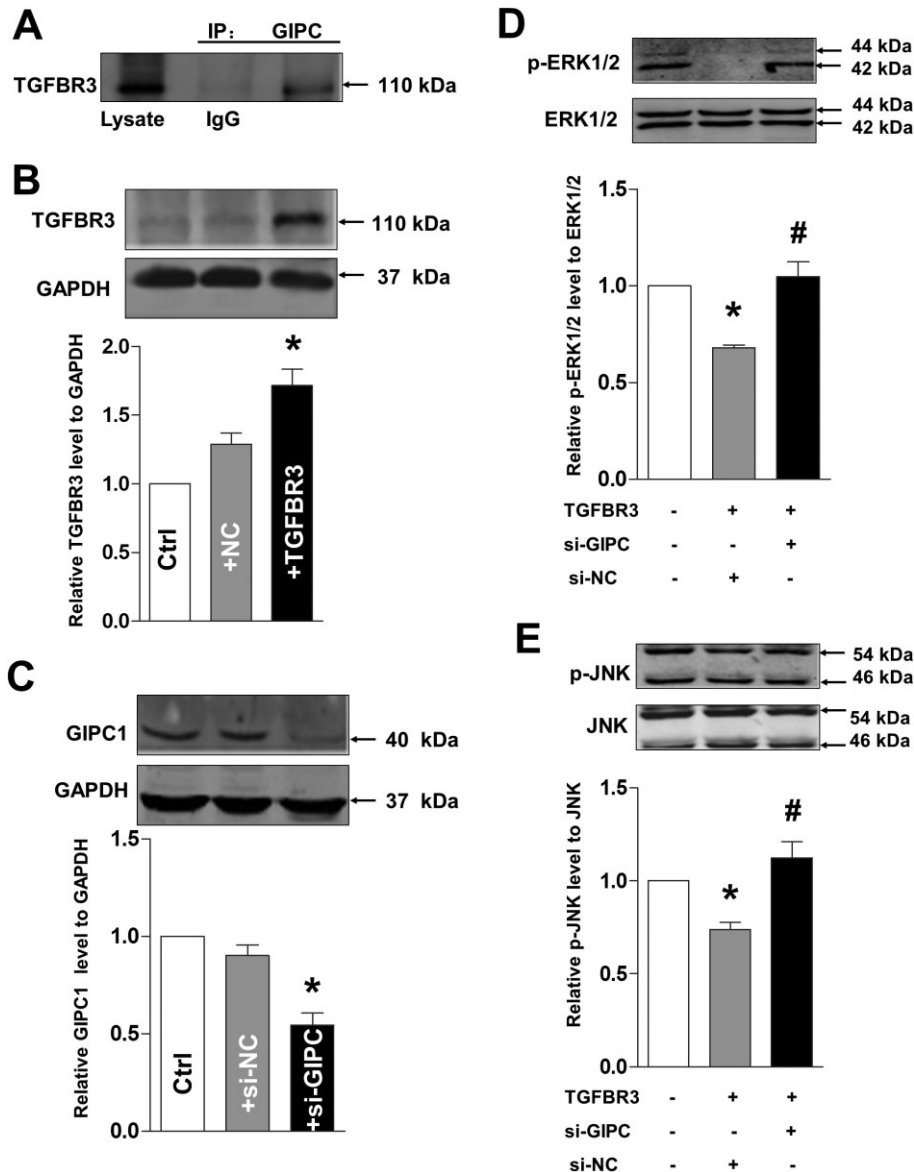 A
IP: GIPC
TGFBR3
110 kDa
Lysate IgG
B
TGFBR3
110 kDa
GAPDH
37 kDa
Relative TGFBR3 level to GAPDH
2.0
1.5
1.0
0.5
0.0
*
Ctrl
+NC
+TGFBR3
C
GIPC1
40 kDa
GAPDH
37 kDa
Relative GIPC1 level to GAPDH
1.5
1.0
0.5
0.0
*
Ctrl
+si-NC
+si-GIPC
D
p-ERK1/2
44 kDa
42 kDa
ERK1/2
44 kDa
42 kDa
Relative p-ERK1/2 level to ERK1/2
1.5
1.0
0.5
0.0
*
#
TGFBR3 - + +
si-GIPC - - +
si-NC - + -
E
p-JNK
54 kDa
46 kDa
JNK
54 kDa
46 kDa
Relative p-JNK level to JNK
1.5
1.0
0.5
0.0
*
#
TGFBR3 - + +
si-GIPC - - +
si-NC - + -